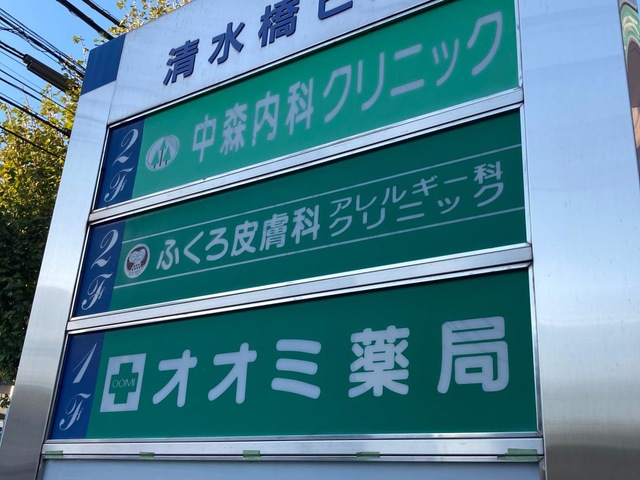 清水橋ビ
2F 中森内科クリニック
2F ふくろ皮膚科 アレルギー科
クリニック
1F OOMI オオミ薬局